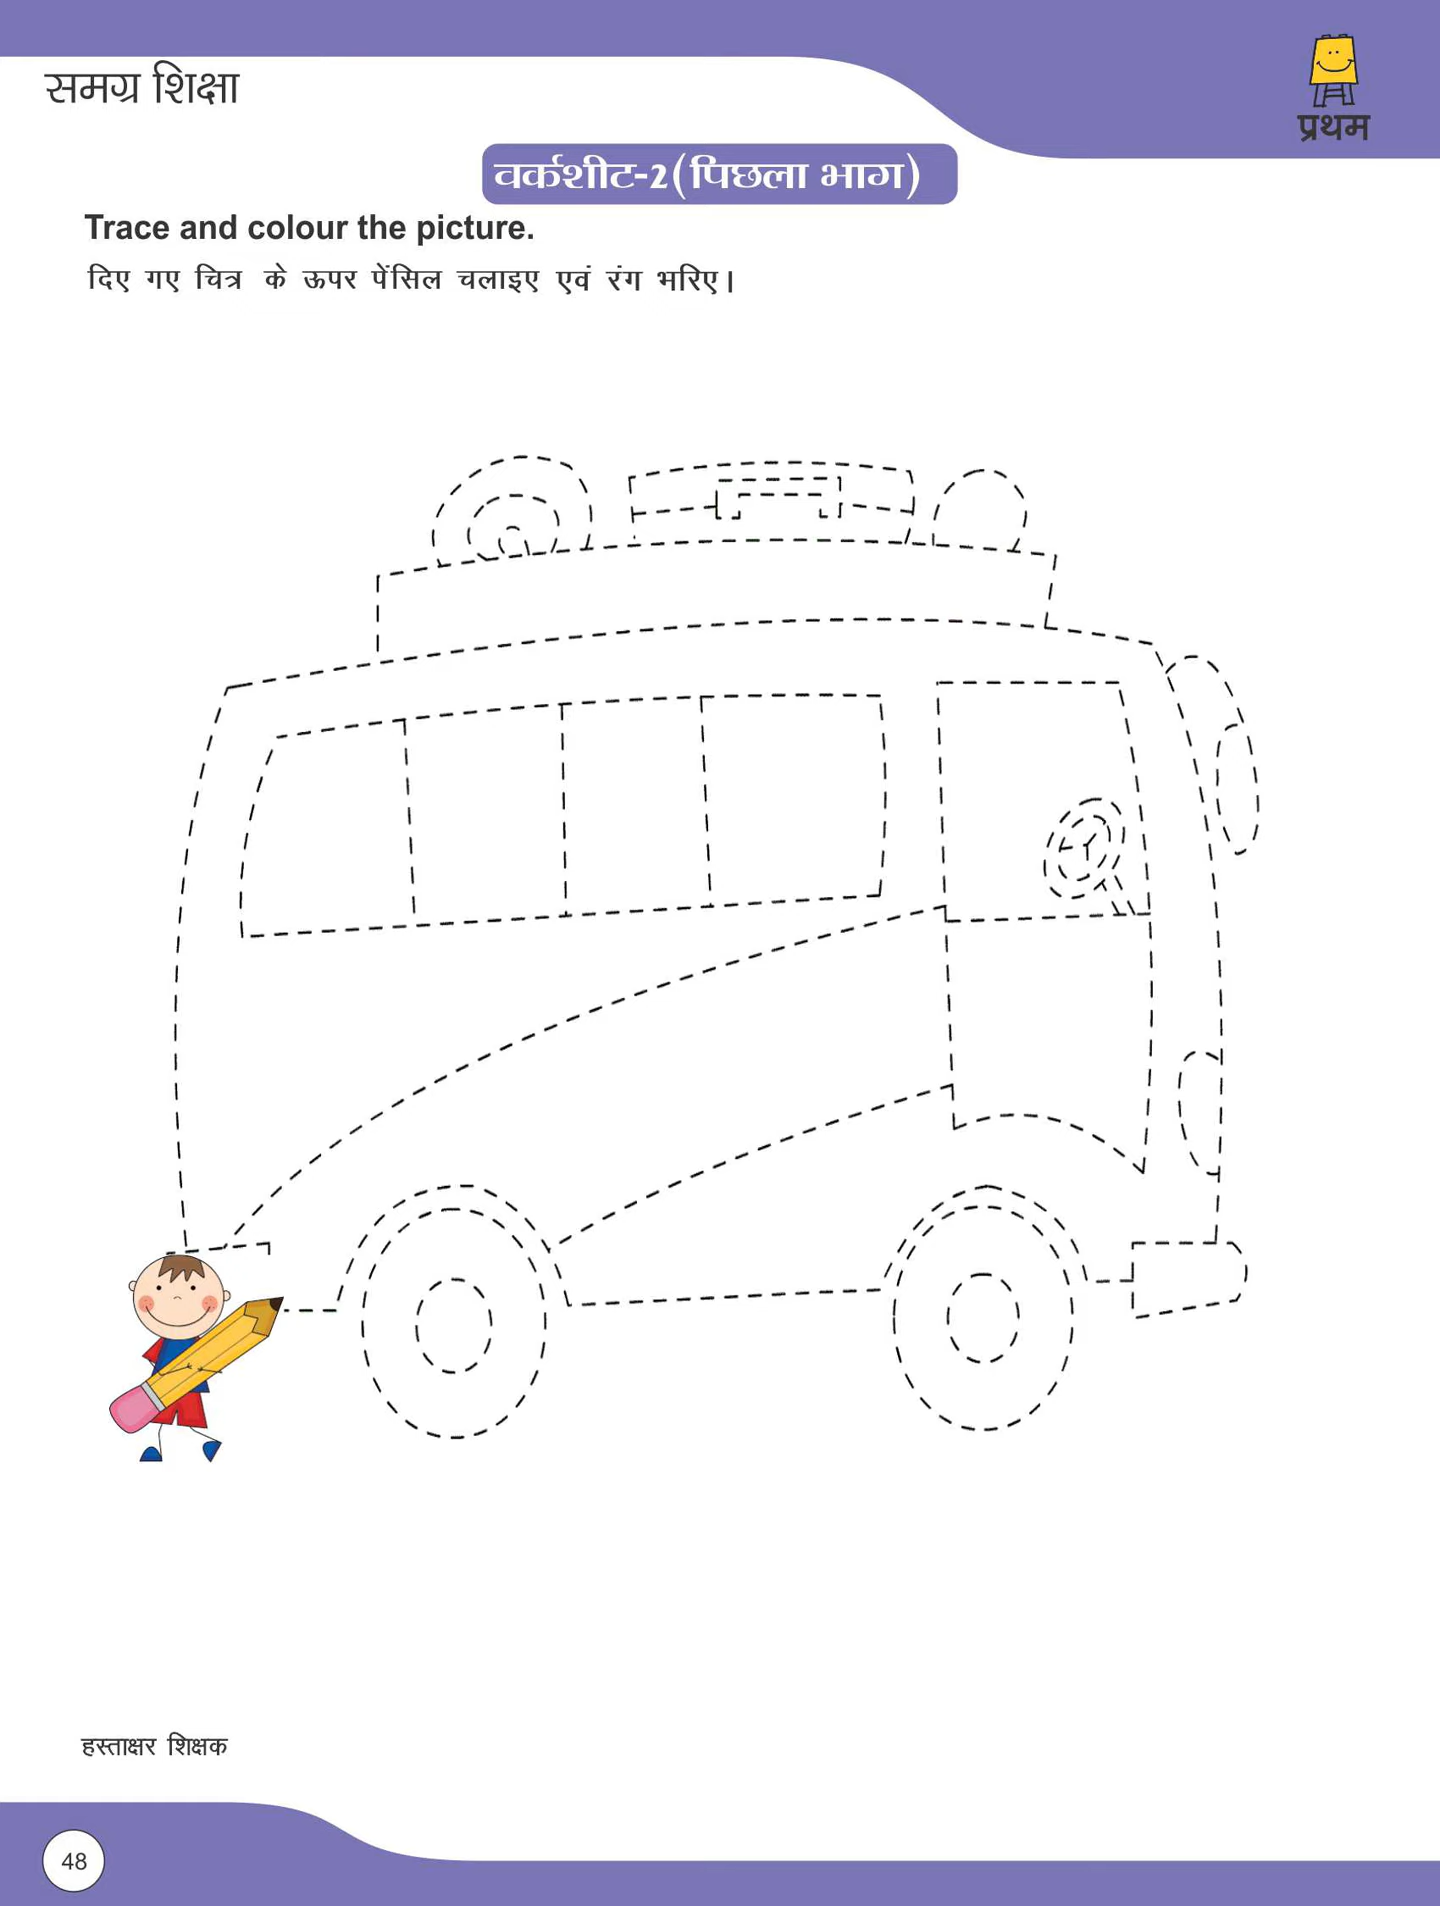 समग्र शिक्षा
प्रथम
वर्कशीट-2(पिछला भाग)
Trace and colour the picture.
दिए गए चित्र के ऊपर पेंसिल चलाइए एवं रंग भरिए।
हस्ताक्षर शिक्षक
48